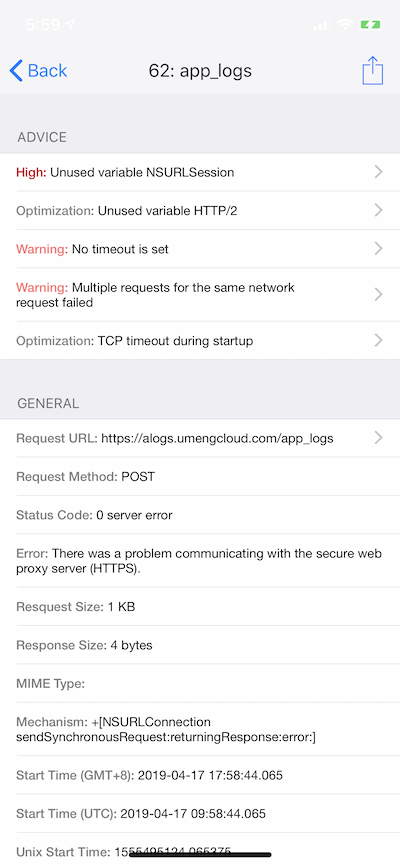 5:59
Back
62: app_logs
ADVICE
High: Unused variable NSURLSession
Optimization: Unused variable HTTP/2
Warning: No timeout is set
Warning: Multiple requests for the same network
request failed
Optimization: TCP timeout during startup
GENERAL
Request URL: https://alogs.umengcloud.com/app_logs
Request Method: POST
Status Code: 0 server error
Error: There was a problem communicating with the secure web
proxy server (HTTPS).
Resquest Size: 1 KB
Response Size: 4 bytes
MIME Type:
Mechanism: +[NSURLConnection
sendSynchronousRequest:returningResponse:error:]
Start Time (GMT+8): 2019-04-17 17:58:44.065
Start Time (UTC): 2019-04-17 09:58:44.065
Unix Start Time: 1555495124.065375